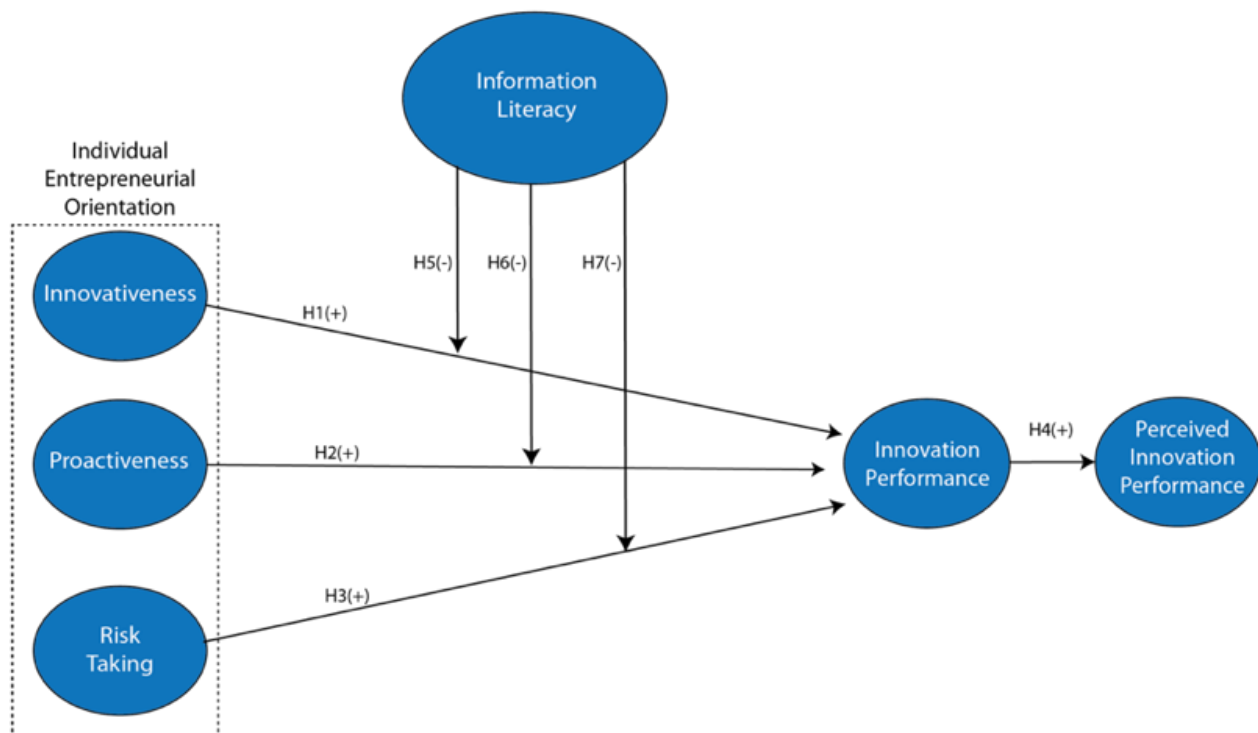 Information
Literacy
Individual
Entrepreneurial
Orientation
Innovativeness
H5(-)
H6(-)
H7(-)
H1(+)
Proactiveness
H2(+)
Innovation
Performance
H4(+)
Perceived
Innovation
Performance
Risk
Taking
H3(+)